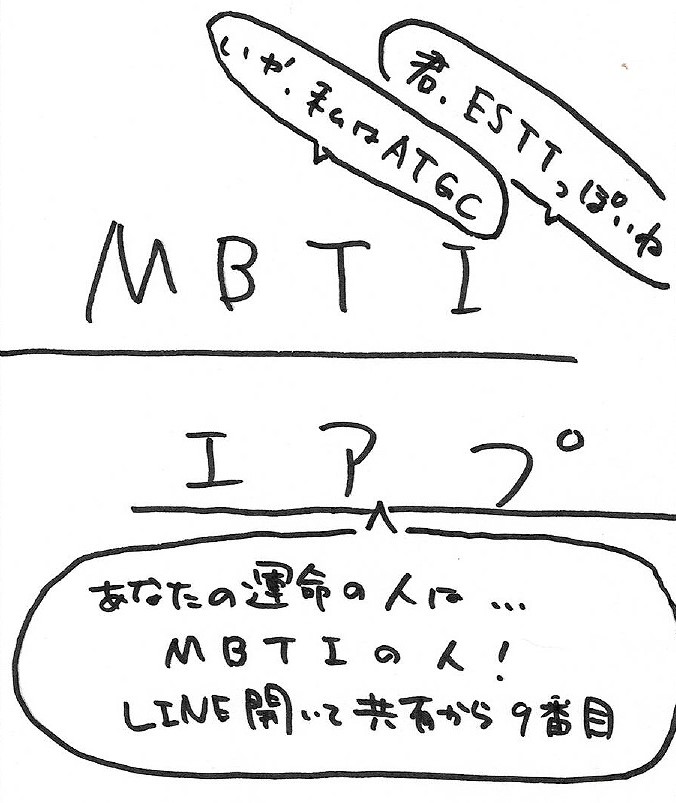 君、ESTTっぽいね
いや、私はATGC
MBTI
エアプ
あなたの運命の人は...
MBTIの人!
LINE開いて共有から9番目